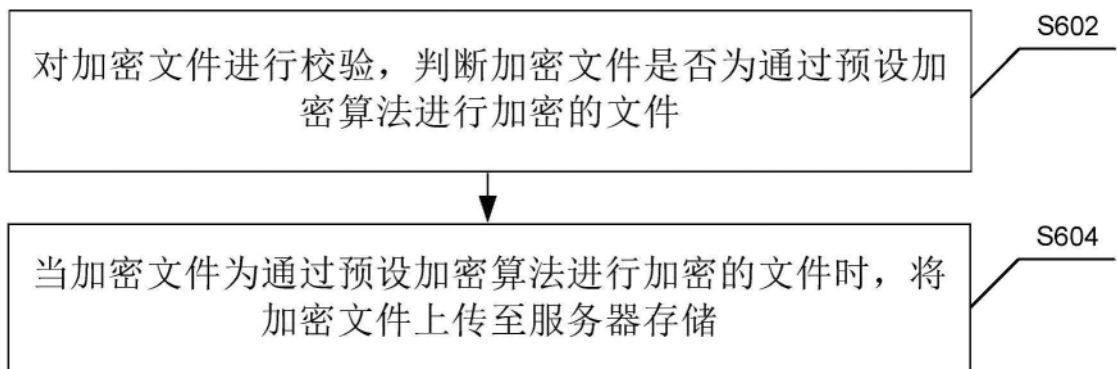 S602
对加密文件进行校验，判断加密文件是否为通过预设加
密算法进行加密的文件
S604
当加密文件为通过预设加密算法进行加密的文件时，将
加密文件上传至服务器存储